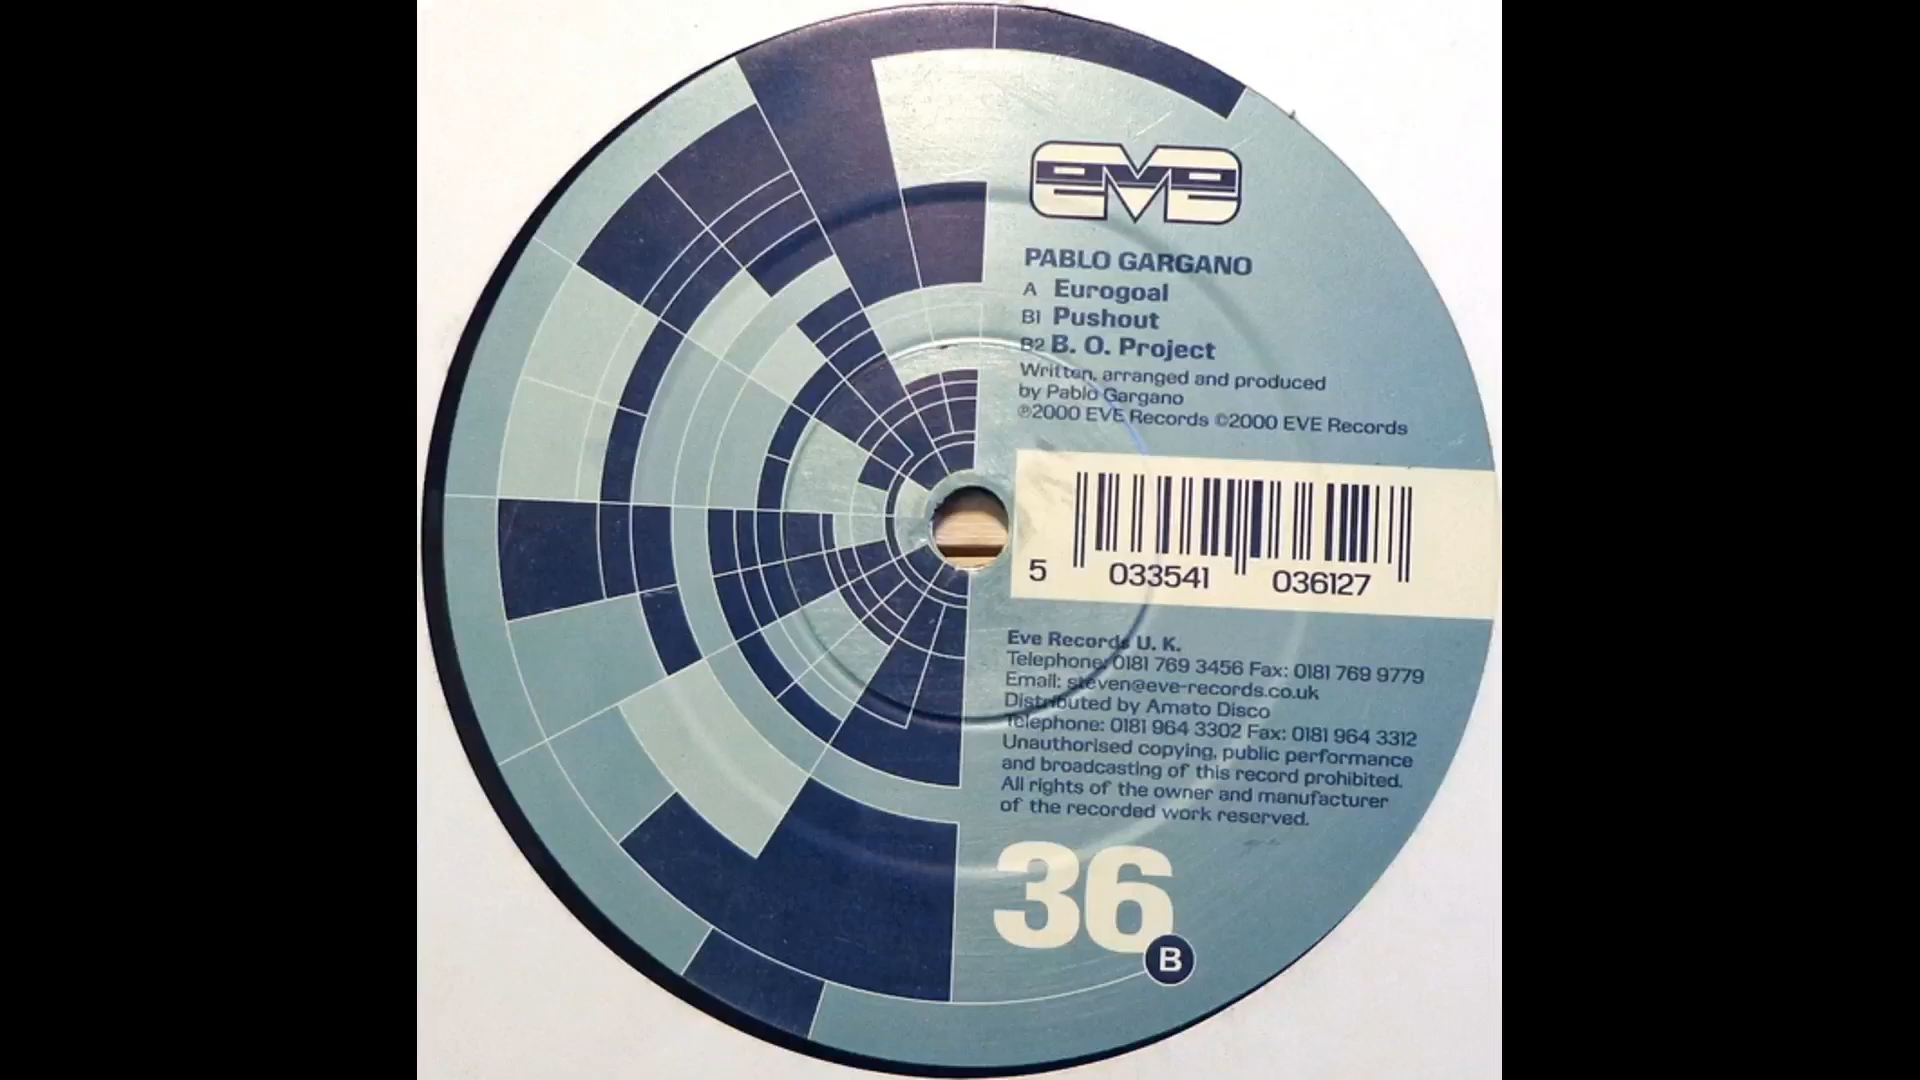 eve
PABLO GARGANO
A Eurogoal
B1 Pushout
B2 B. O. Project
Written, arranged and produced
by Pablo Gargano
℗2000 EVE Records ©2000 EVE Records
5 033541 036127
Eve Records U. K.
Telephone: 0181 769 3456 Fax: 0181 769 9779
Email: steven@eve-records.co.uk
Distributed by Amato Disco
Telephone: 0181 964 3302 Fax: 0181 964 3312
Unauthorised copying, public performance
and broadcasting of this record prohibited.
All rights of the owner and manufacturer
of the recorded work reserved.
36
B